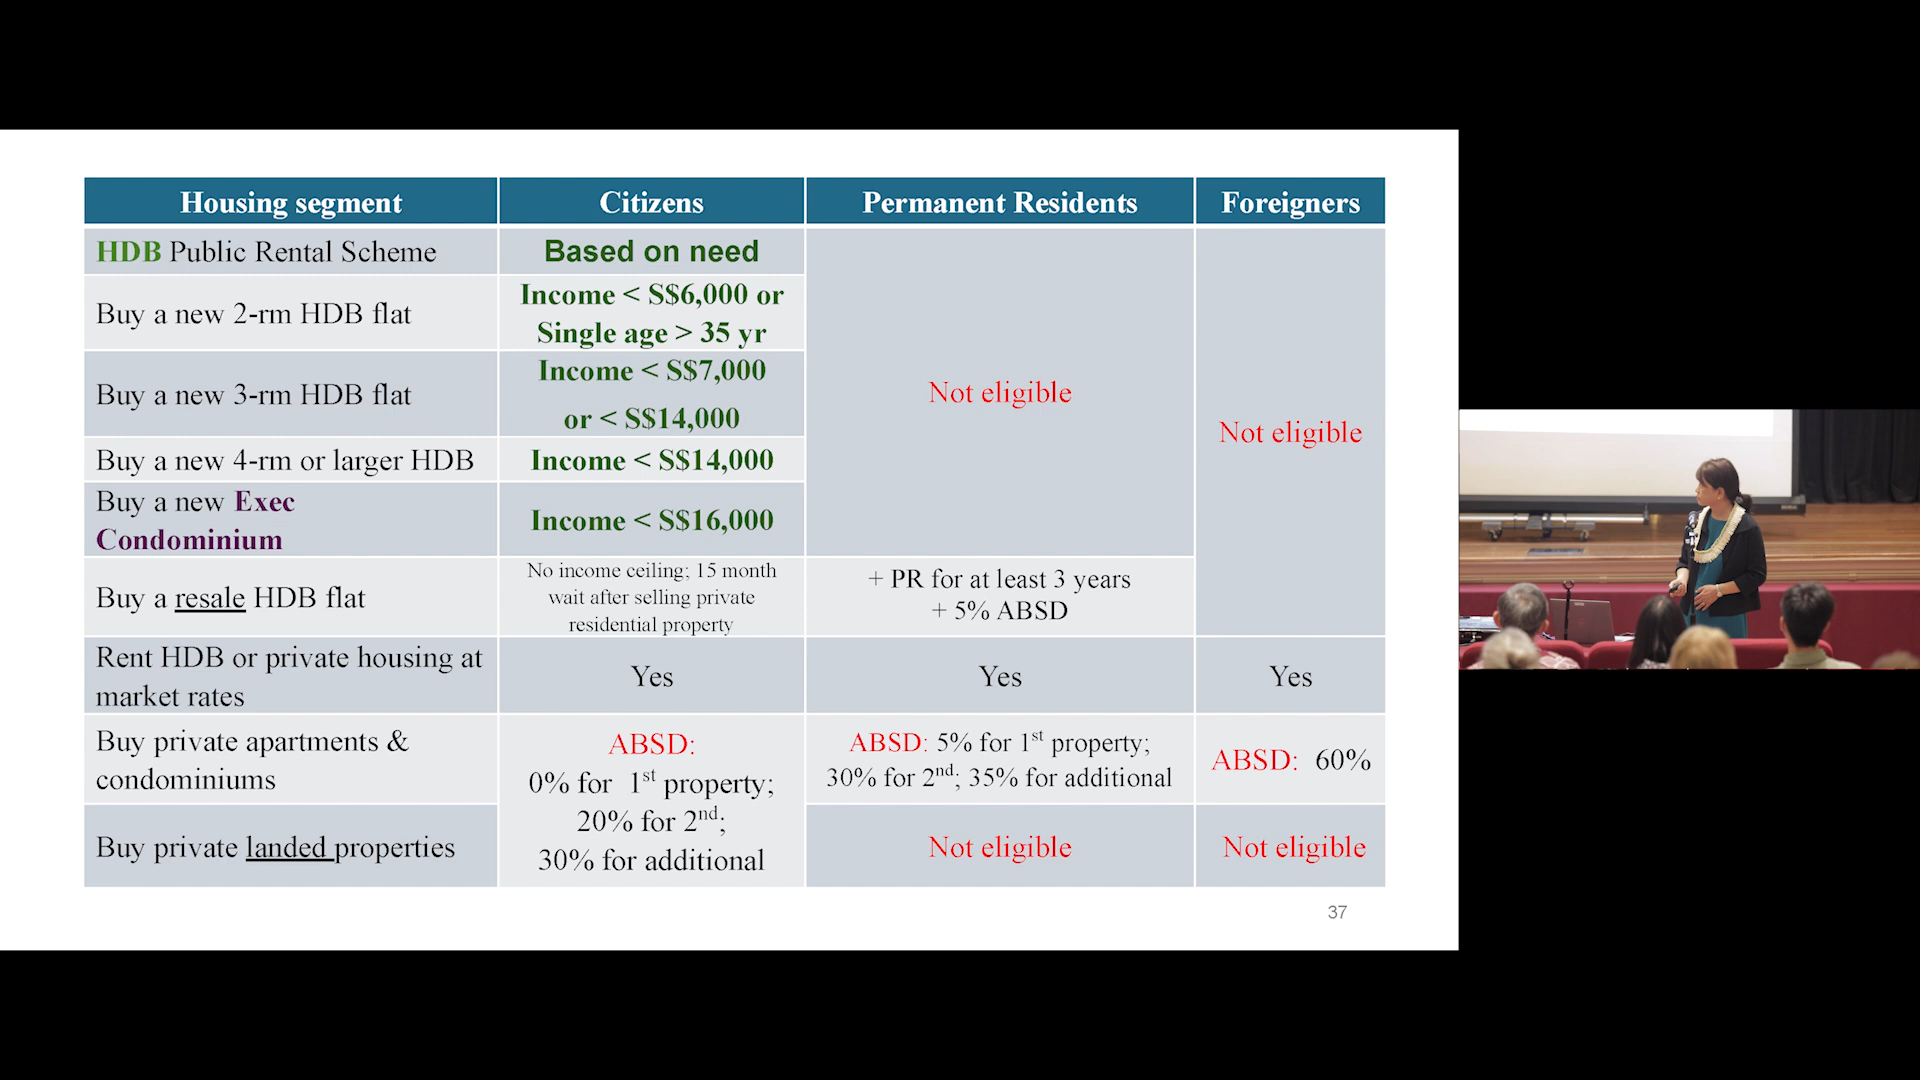 Housing segment
Citizens
Permanent Residents
Foreigners
HDB Public Rental Scheme
Based on need
Not eligible
Not eligible
Buy a new 2-rm HDB flat
Income < S$6,000 or
Single age > 35 yr
Buy a new 3-rm HDB flat
Income < S$7,000
or < S$14,000
Buy a new 4-rm or larger HDB
Income < S$14,000
Buy a new Exec
Condominium
Income < S$16,000
Buy a resale HDB flat
No income ceiling; 15 month
wait after selling private
residential property
+ PR for at least 3 years
+ 5% ABSD
Rent HDB or private housing at
market rates
Yes
Yes
Yes
Buy private apartments &
condominiums
ABSD:
0% for 1st property;
20% for 2nd;
30% for additional
ABSD: 5% for 1st property;
30% for 2nd; 35% for additional
ABSD: 60%
Buy private landed properties
Not eligible
Not eligible
37